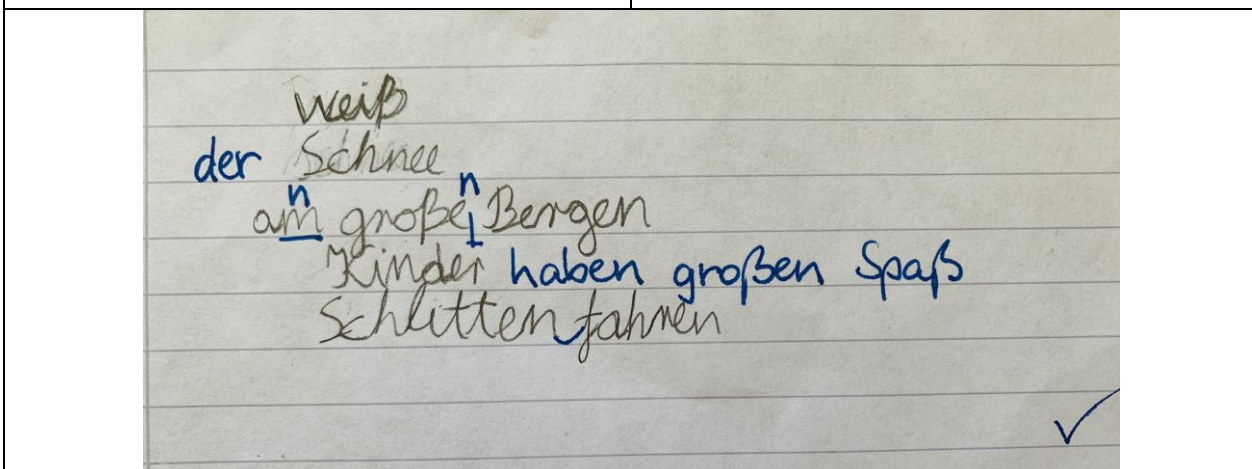 weiß
der Schnee
n n
am große Bergen
Kinder haben großen Spaß
Schlitten fahren